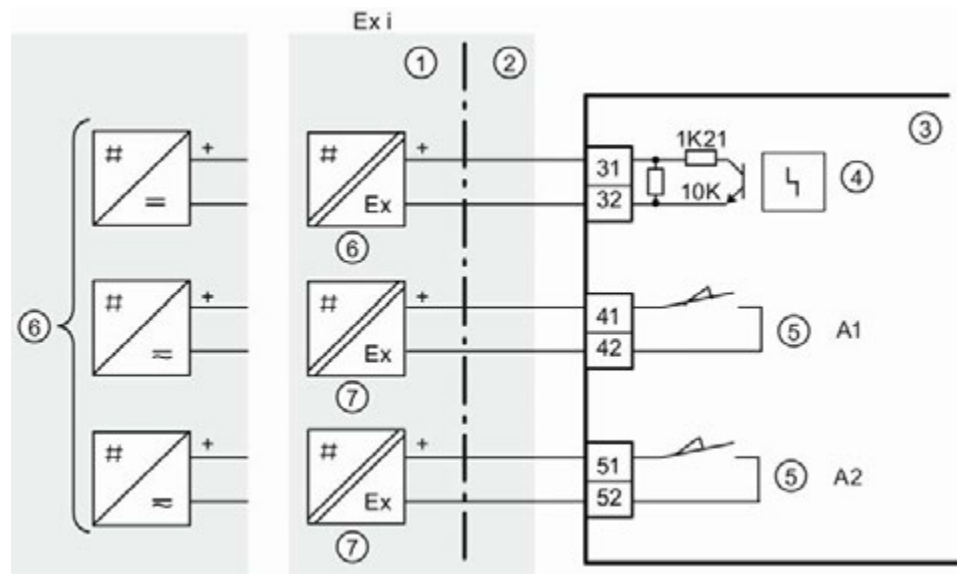 Ex i
① ②
③
# + # + 31 1K21
= Ex 32 10K ④
⑥
# + # + 41
⑥ ≂ Ex 42 ⑤ A1
⑦
# + # + 51
≂ Ex 52 ⑤ A2
⑦